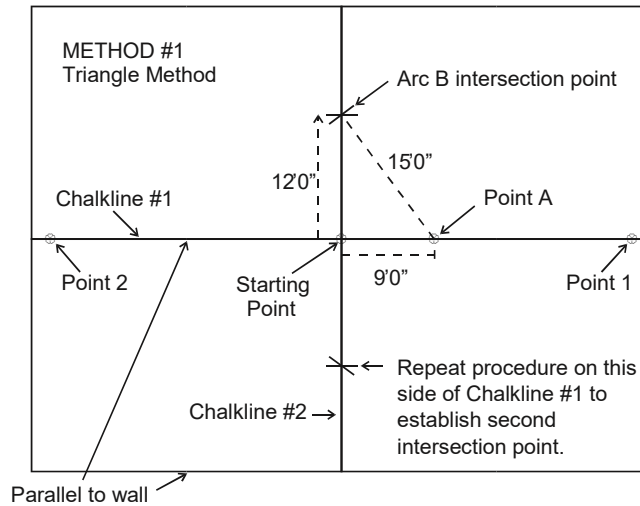 METHOD #1
Triangle Method
Arc B intersection point
12'0”
15'0”
Chalkline #1
Point A
Point 2
Starting
Point
9'0”
Point 1
Chalkline #2
Repeat procedure on this
side of Chalkline #1 to
establish second
intersection point.
Parallel to wall